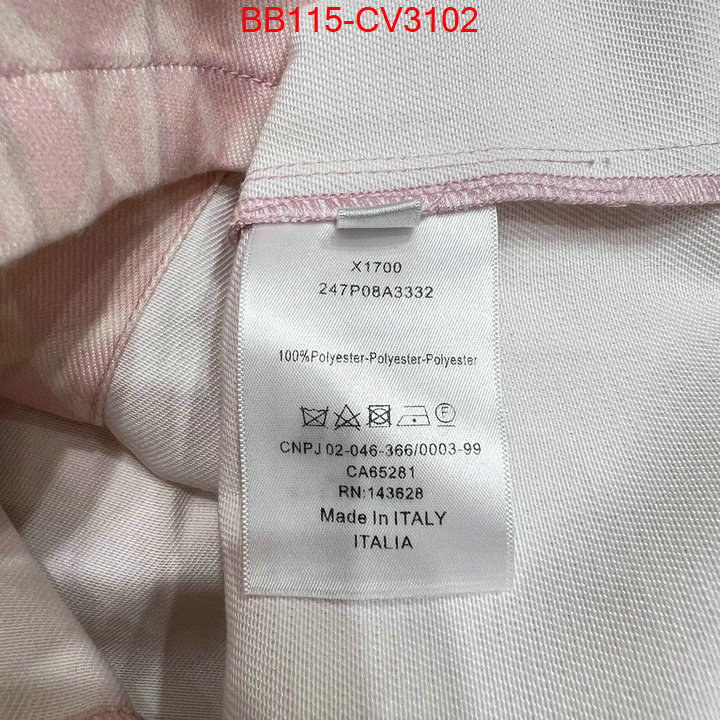 BB115-CV3102
X1700
247P08A3332
100%Polyester-Polyester-Polyester
F
CNPJ 02-046-366/0003-99
CA65281
RN:143628
Made In ITALY
ITALIA